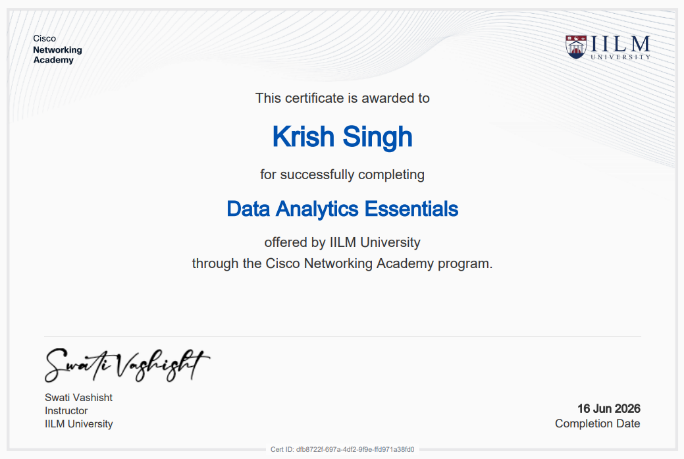 Cisco
Networking
Academy
IILM
UNIVERSITY
This certificate is awarded to
Krish Singh
for successfully completing
Data Analytics Essentials
offered by IILM University
through the Cisco Networking Academy program.
Swati Vashisht
Swati Vashisht
Instructor
IILM University
16 Jun 2026
Completion Date
Cert ID: dfb8722f-697a-4df2-9f9e-ffd971a38fd0